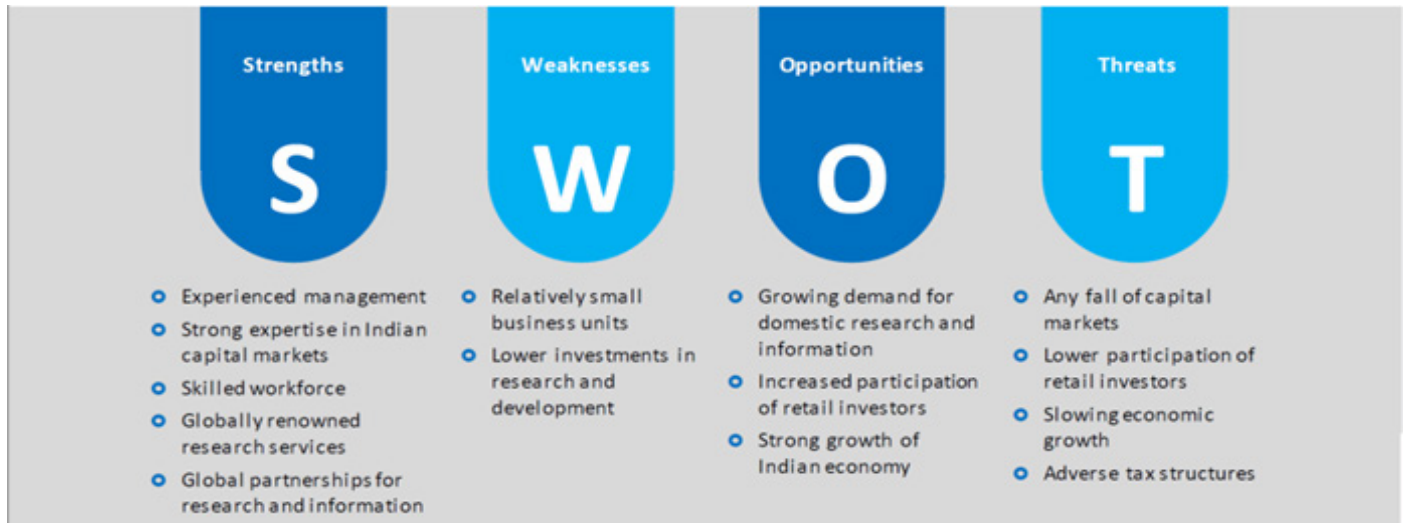 Strengths
S
Experienced management
Strong expertise in Indian
capital markets
Skilled workforce
Globally renowned
research services
Global partnerships for
research and information
Weaknesses
W
Relatively small
business units
Lower investments in
research and
development
Opportunities
O
Growing demand for
domestic research and
information
Increased participation
of retail investors
Strong growth of
Indian economy
Threats
T
Any fall of capital
markets
Lower participation of
retail investors
Slowing economic
growth
Adverse tax structures